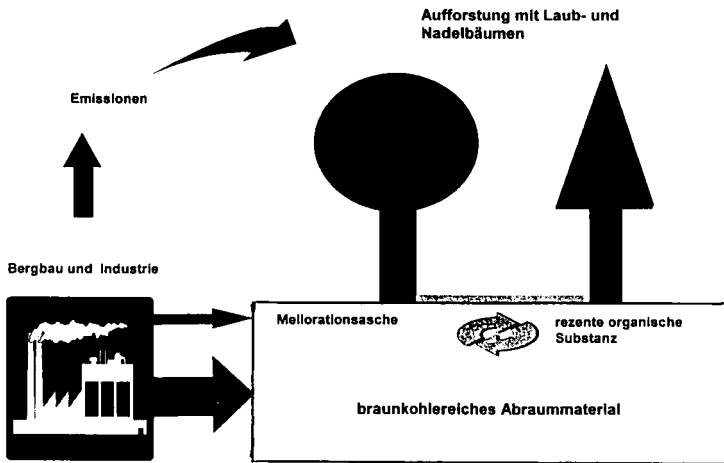 Aufforstung mit Laub- und
Nadelbäumen
Emissionen
Bergbau und Industrie
Meliorationsasche
rezente organische
Substanz
braunkohlereiches Abraummaterial